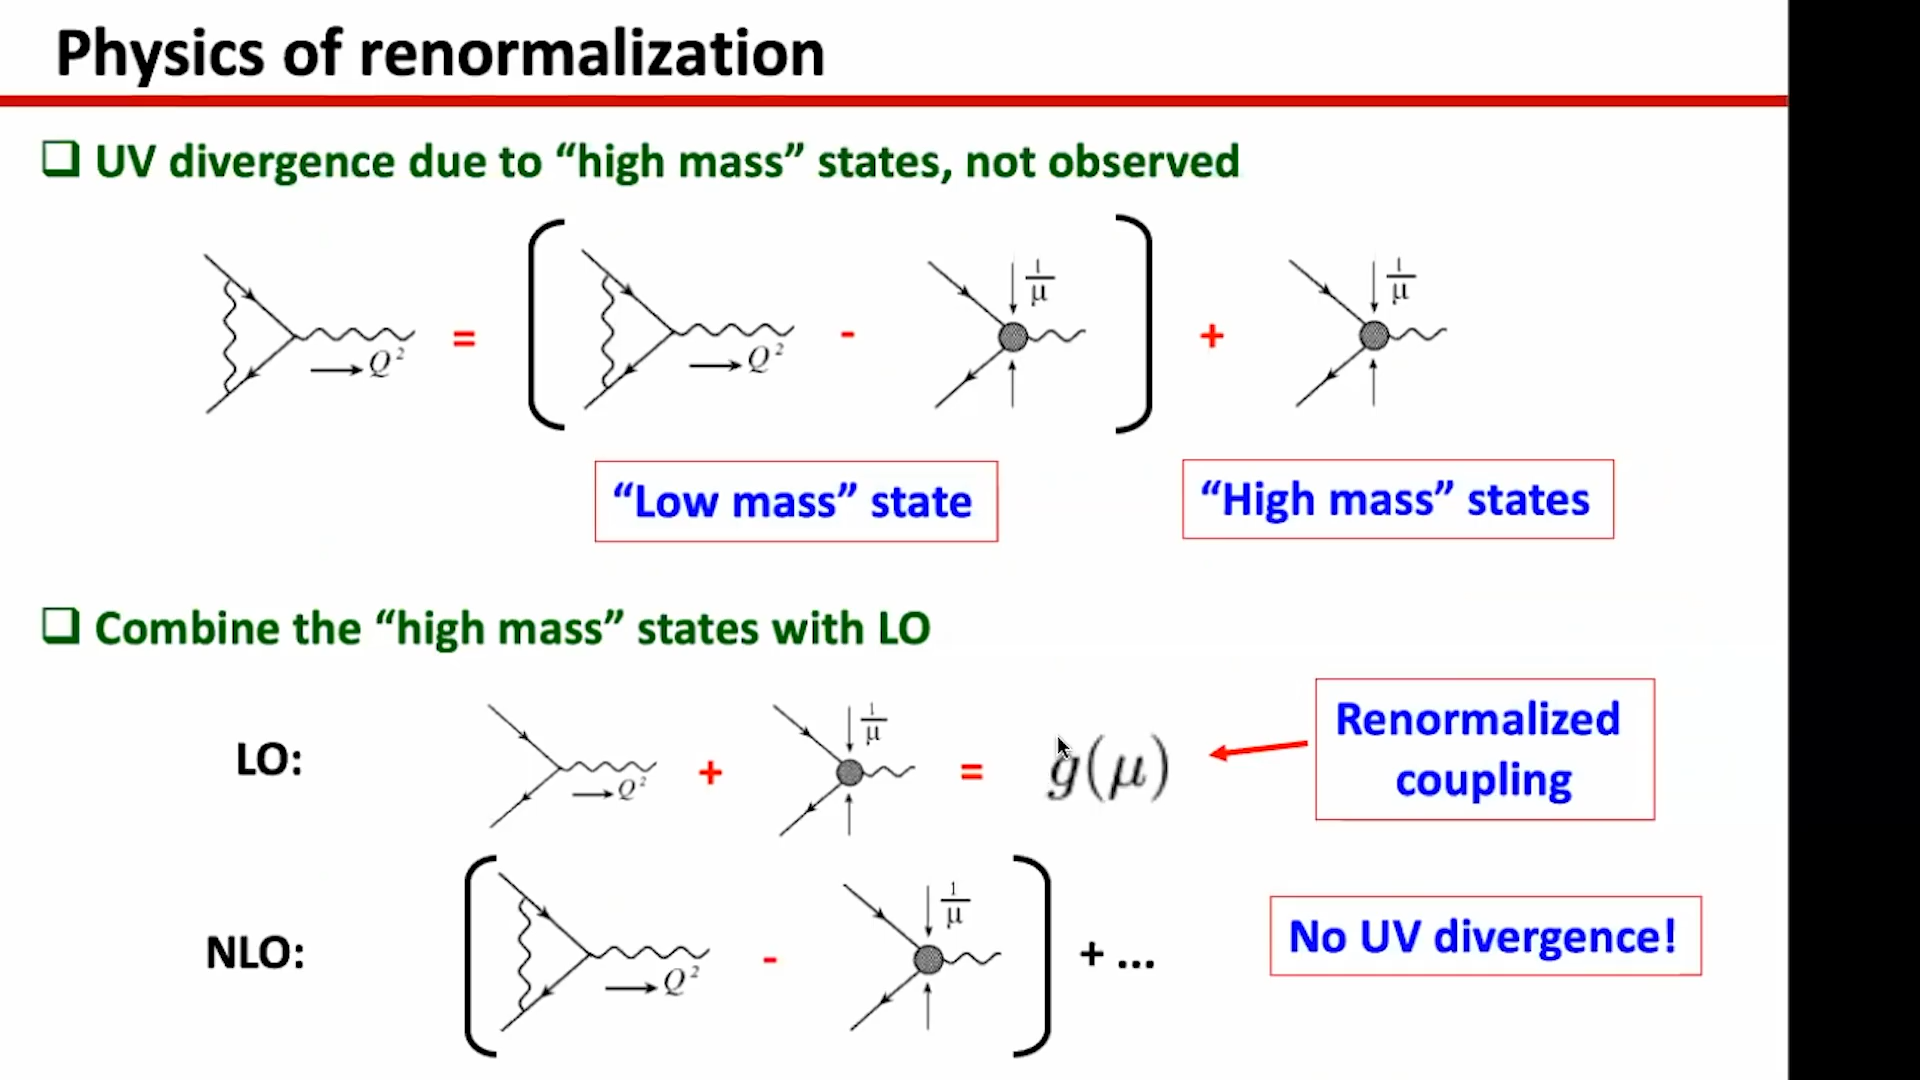 Physics of renormalization
❑ UV divergence due to “high mass” states, not observed
Q² = Q² - 1/μ + 1/μ
“Low mass” state
“High mass” states
❑ Combine the “high mass” states with LO
LO: Q² + 1/μ = g(μ)
Renormalized
coupling
NLO: Q² - 1/μ + ...
No UV divergence!